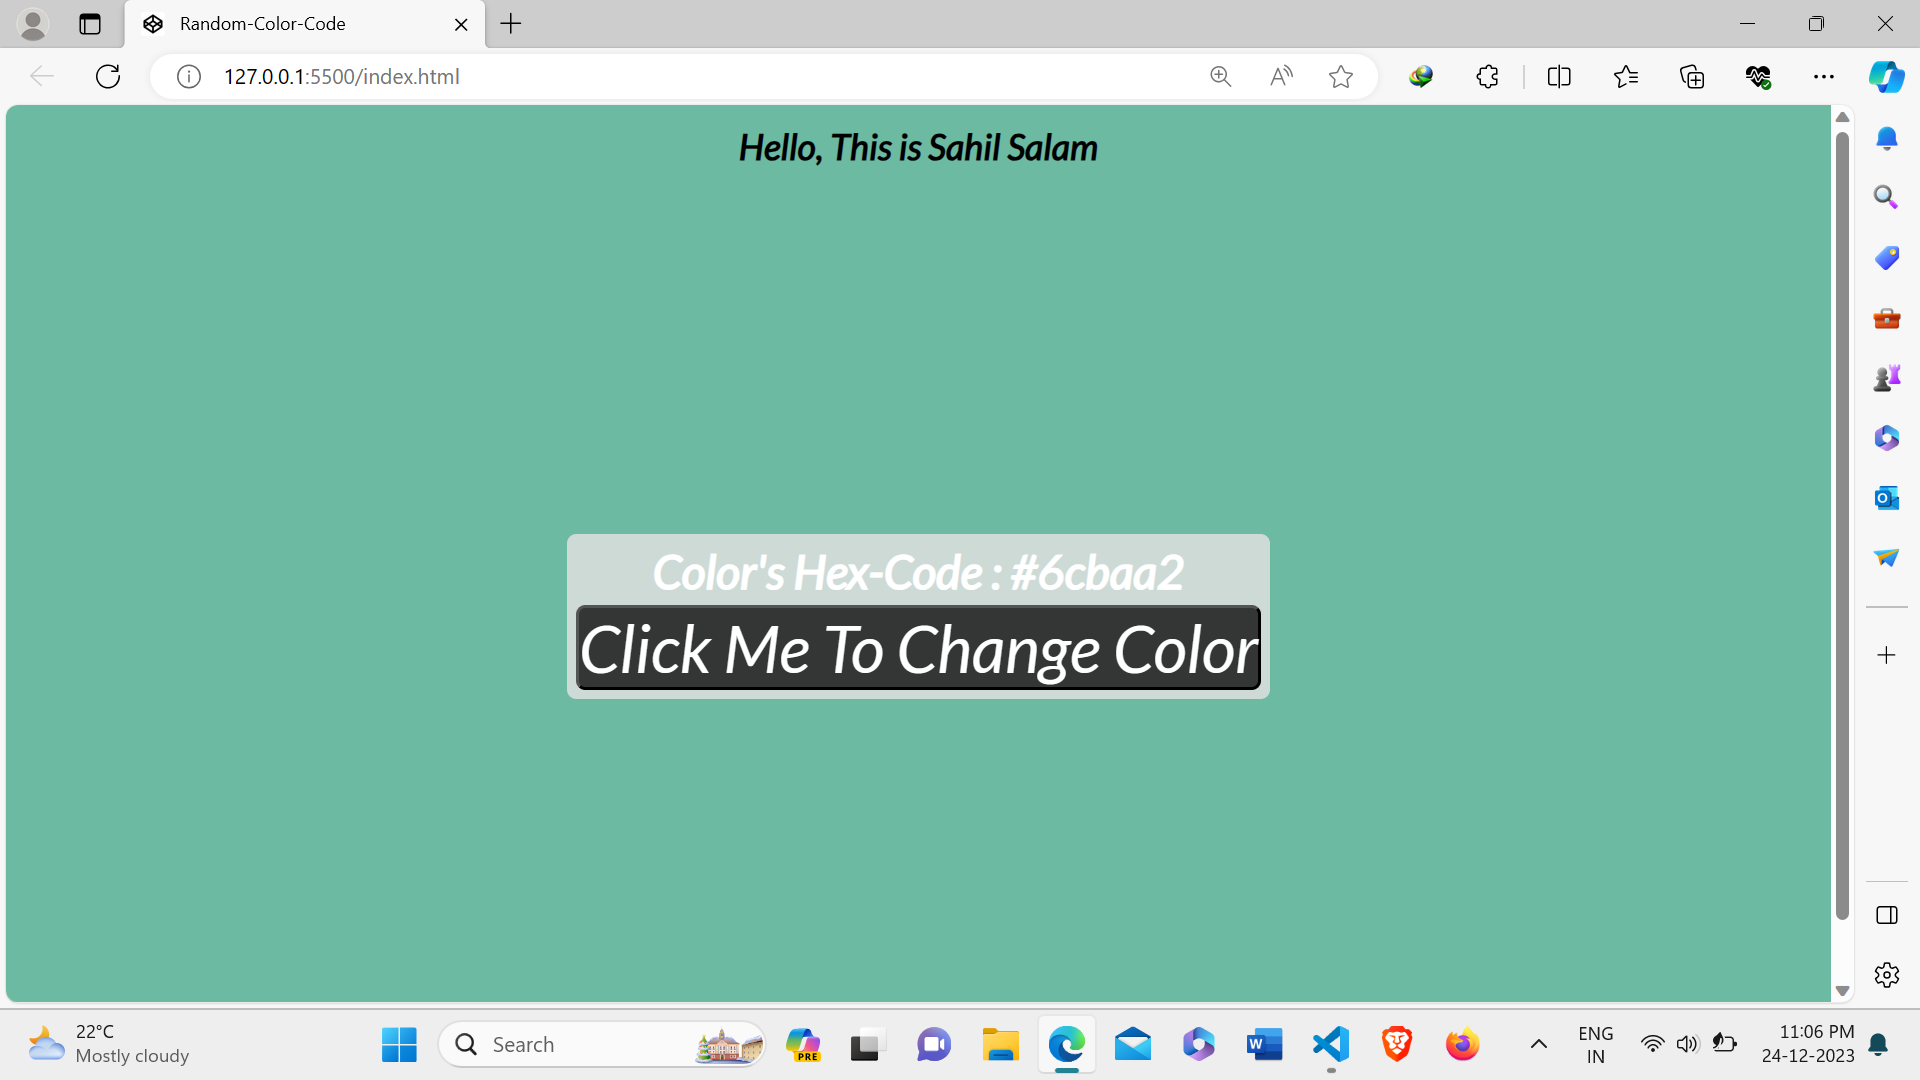 Random-Color-Code
127.0.0.1:5500/index.html
Hello, This is Sahil Salam
Color's Hex-Code : #6cbaa2
Click Me To Change Color
22°C
Mostly cloudy
Search
PRE
ENG
IN
11:06 PM
24-12-2023